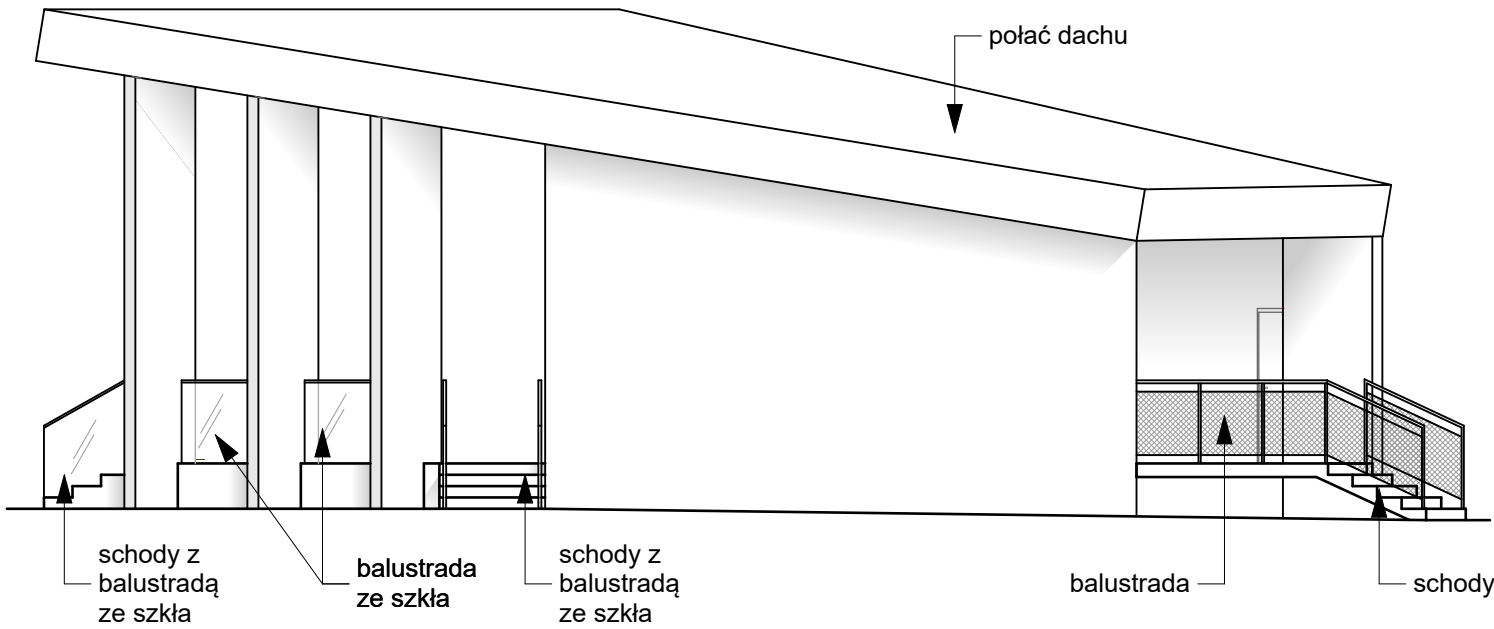 połać dachu
schody z
balustradą
ze szkła
balustrada
ze szkła
schody z
balustradą
ze szkła
balustrada
schody